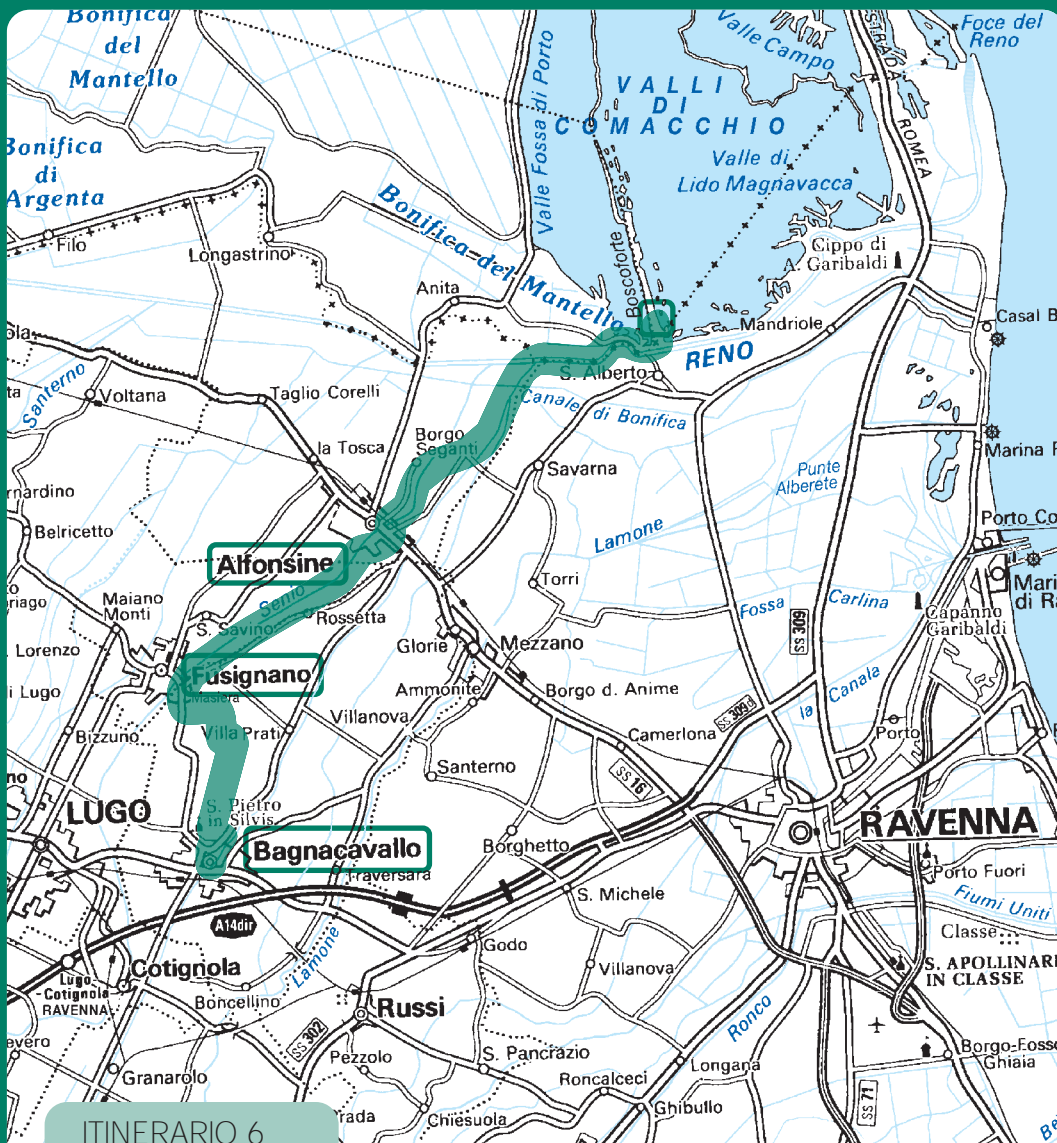 Bonifica
del
Mantello
Bonifica
di
Argenta
Valle Fossa di Porto
VALLI
DI
COMACCHIO
Valle Campo
Valle di
Lido Magnavacca
ROMEA
Foce del
Reno
Filo
Longastrino
Bonifica del Mantello
Boscoforte
Cippo di
A. Garibaldi
Anita
Mandriole
Casal B
RENO
S. Alberto
Santerno
Voltana
Taglio Corelli
Canale di Bonifica
la Tosca
Borgo
Seganti
Savarna
Punte
Alberete
Marina R
rnardino
Belricetto
Lamone
Porto Co
Alfonsine
Senio
Torri
Mari
di Ra
Maiano
Monti
S. Savino
Rossetta
Fossa
Carlina
SS 309
Capanno
Garibaldi
riago
. Lorenzo
di Lugo
Glorie
Mezzano
Fusignano
Masiera
Ammonite
Borgo d. Anime
la Canala
Bizzuno
Villa Prati
Villanova
Camerlona
Porto
Santerno
SS 16
LUGO
S. Pietro
in Silvis
RAVENNA
Bagnacavallo
Traversara
Borghetto
S. Michele
Porto Fuori
Fiumi Uniti
A14dir
Godo
Classe
Cotignola
Lugo
Cotignola
RAVENNA
Boncellino
Lamone
Villanova
S. APOLLINARE
IN CLASSE
Russi
Ronco
SS 302
Pezzolo
S. Pancrazio
Longana
Borgo-Fosso
Ghiaia
Granarolo
Roncalceci
Ghibullo
SS 71
Chiesuola
ITINERARIO 6